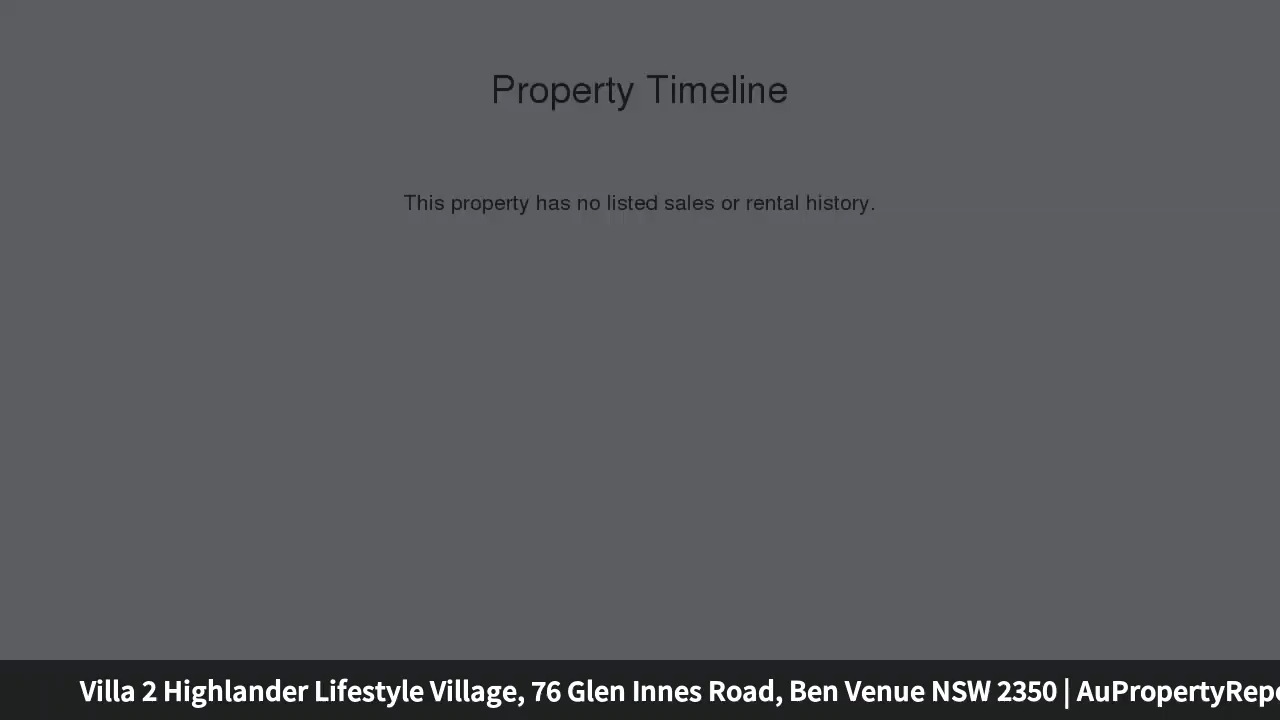 Property Timeline
This property has no listed sales or rental history.
Villa 2 Highlander Lifestyle Village, 76 Glen Innes Road, Ben Venue NSW 2350 | AuPropertyRepo